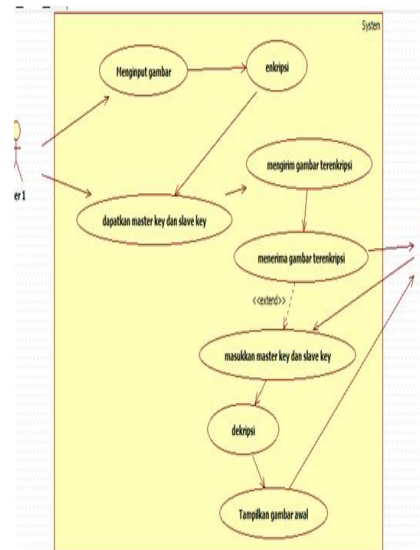 System
Menginput gambar
enkripsi
mengirim gambar terenkripsi
er 1
dapatkan master key dan slave key
menerima gambar terenkripsi
<<extend>>
masukkan master key dan slave key
dekripsi
Tampilkan gambar awal